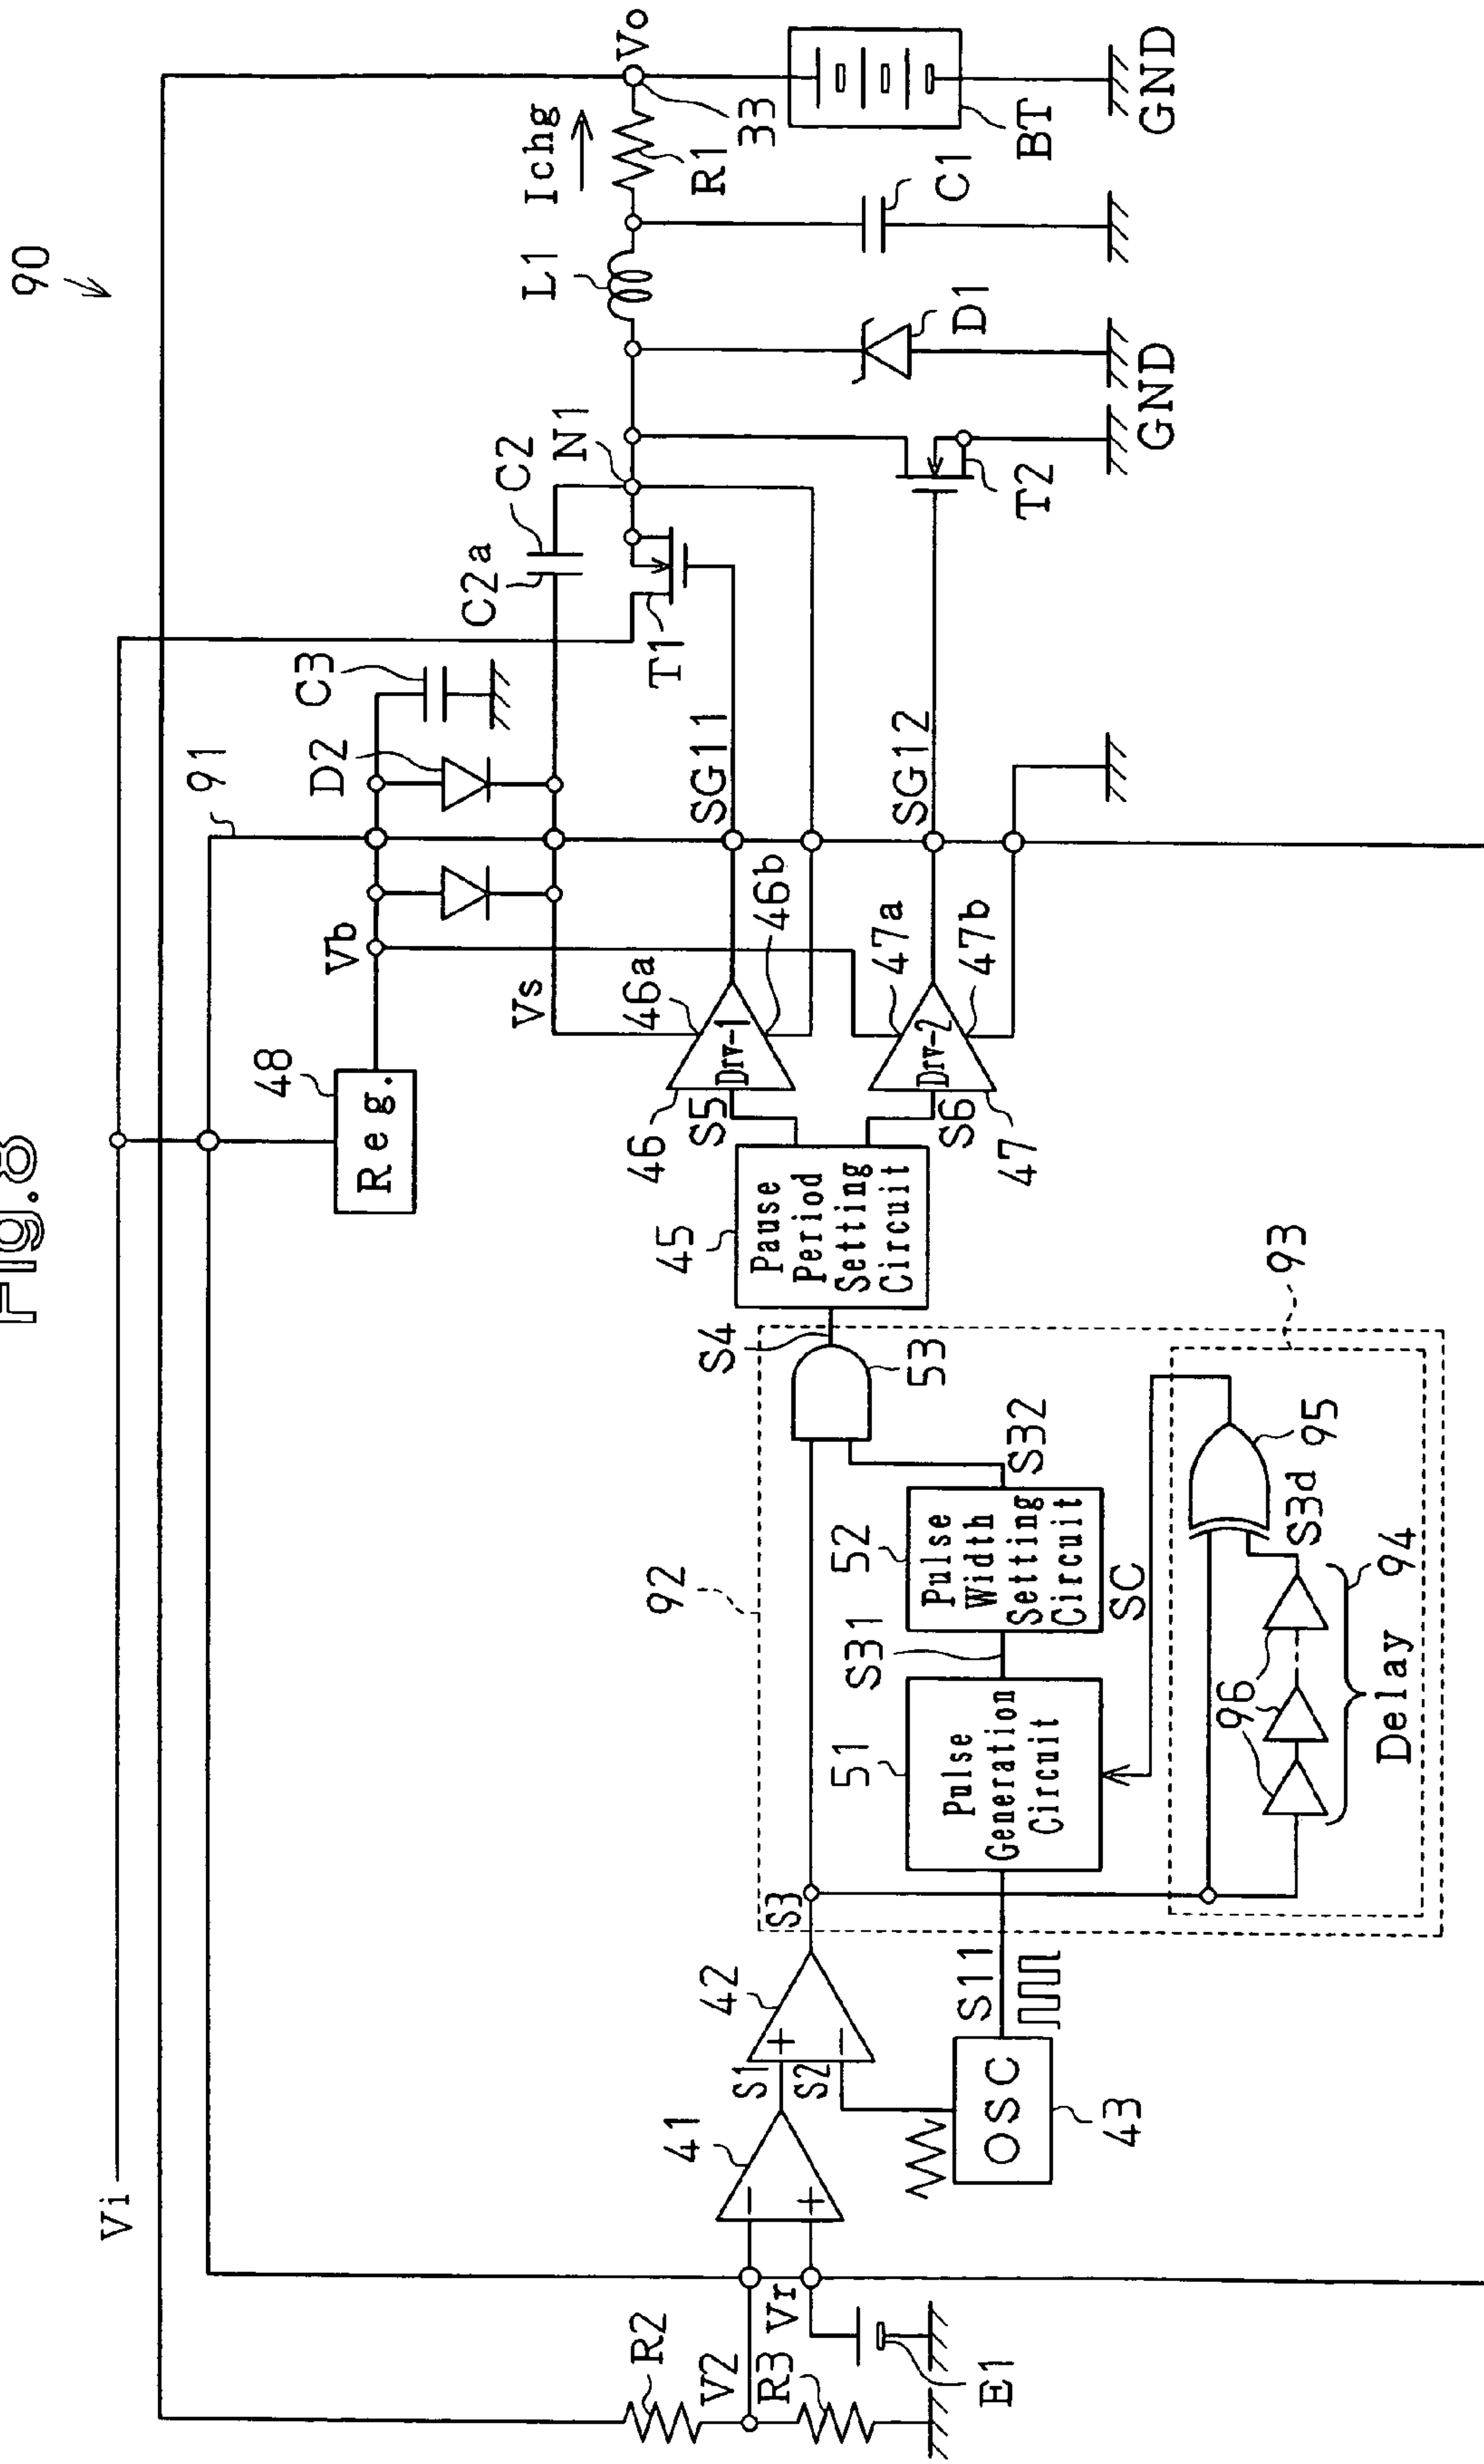 Fig.8
90
Vi
91
Vo
33
Ichg
R1
L1
C1
BT
GND
D1
GND
N1
C2
C2a
T1
T2
C3
D2
Vb
Vs
48
Reg.
SG11
SG12
46a
46b
47a
47b
Drv-1
Drv-2
46
47
S5
S6
45
Pause
Period
Setting
Circuit
S4
53
92
93
S32
52
Pulse
Width
Setting
Circuit
S31
SC
51
Pulse
Generation
Circuit
95
S3d
94
96
Delay
S3
S11
42
+
−
S1
S2
OSC
43
41
−
+
R2
V2
R3
Vr
E1